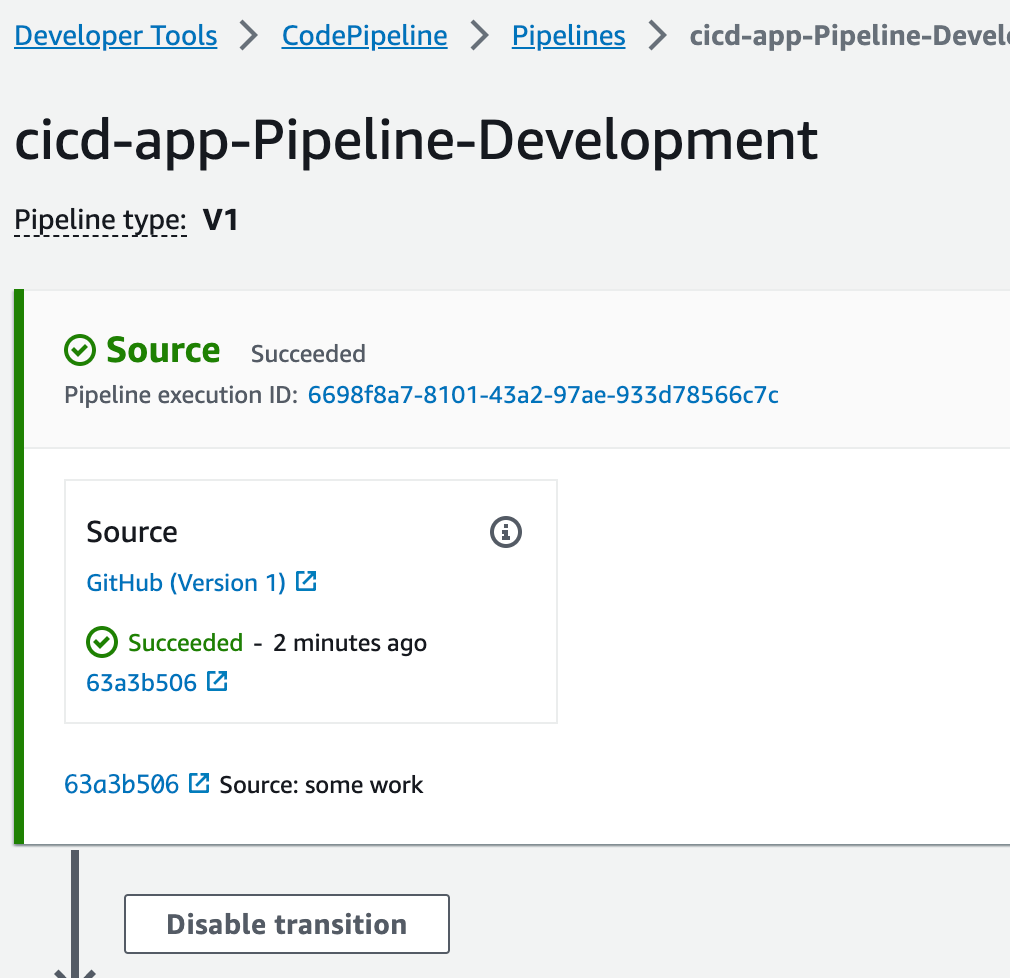 Developer Tools > CodePipeline > Pipelines > cicd-app-Pipeline-Devel
cicd-app-Pipeline-Development
Pipeline type: V1
Source Succeeded
Pipeline execution ID: 6698f8a7-8101-43a2-97ae-933d78566c7c
Source
GitHub (Version 1)
Succeeded - 2 minutes ago
63a3b506
63a3b506 Source: some work
Disable transition